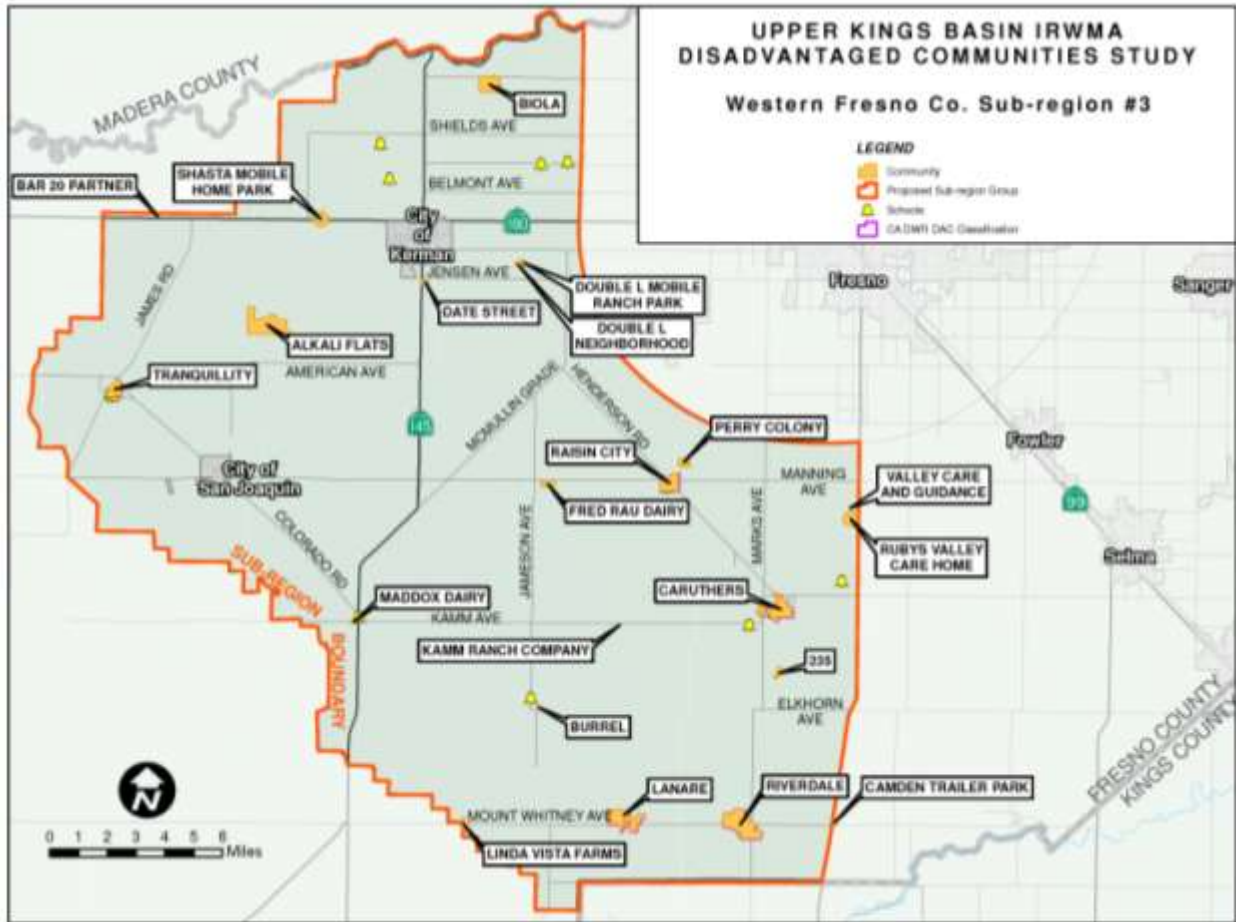 UPPER KINGS BASIN IRWMA
DISADVANTAGED COMMUNITIES STUDY
Western Fresno Co. Sub-region #3
LEGEND
Community
Proposed Sub-region Group
Schools
CA DWR DAC Classification
MADERA COUNTY
BIOLA
SHIELDS AVE
SHASTA MOBILE
HOME PARK
BAR 20 PARTNER
BELMONT AVE
City
of
Kerman
180
JENSEN AVE
DOUBLE L MOBILE
RANCH PARK
Fresno
Sanger
JAMES RD
DATE STREET
DOUBLE L
NEIGHBORHOOD
ALKALI FLATS
AMERICAN AVE
TRANQUILLITY
MCMULLIN GRADE
HENDERSON RD
145
PERRY COLONY
RAISIN CITY
Fowler
City of
San Joaquin
MANNING
AVE
VALLEY CARE
AND GUIDANCE
99
FRED RAU DAIRY
COLORADO RD
JAMESON AVE
MARKS AVE
RUBYS VALLEY
CARE HOME
Selma
SUB-REGION
BOUNDARY
MADDOX DAIRY
CARUTHERS
KAMM AVE
KAMM RANCH COMPANY
235
ELKHORN
AVE
BURREL
FRESNO COUNTY
KINGS COUNTY
N
LANARE
RIVERDALE
CAMDEN TRAILER PARK
MOUNT WHITNEY AVE
0 1 2 3 4 5 6
Miles
LINDA VISTA FARMS